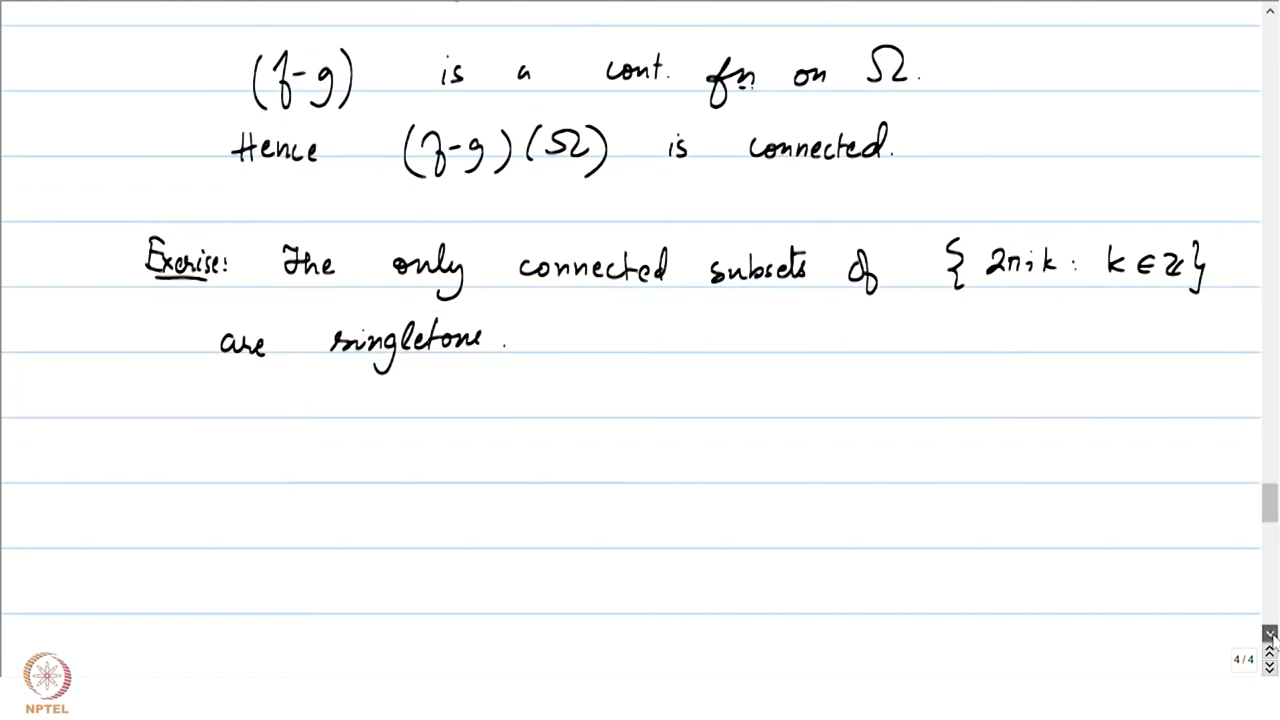 (f-g) is a cont. fn on Ω.
Hence (f-g)(Ω) is connected.
Exercise: The only connected subsets of { 2πik : k ∈ ℤ}
are singletons.
4 / 4
NPTEL